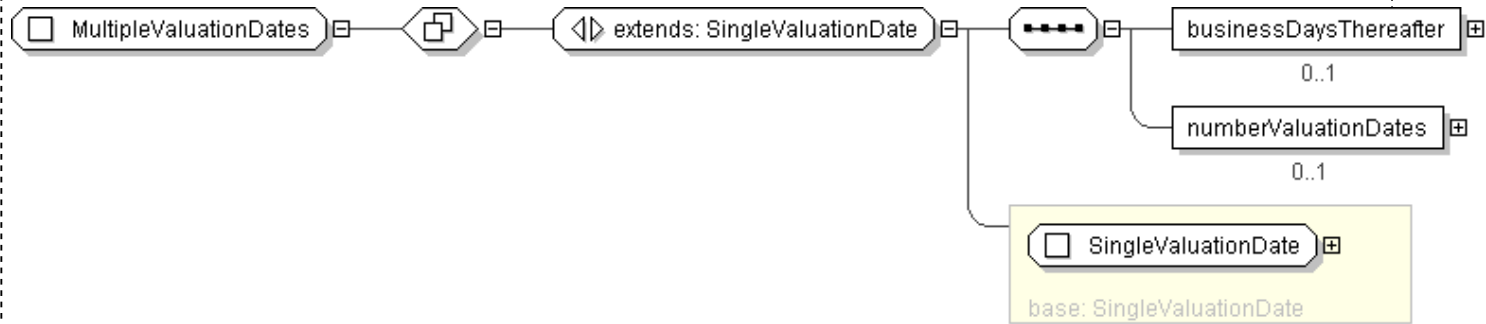 MultipleValuationDates
extends: SingleValuationDate
businessDaysThereafter
0..1
numberValuationDates
0..1
SingleValuationDate
base: SingleValuationDate